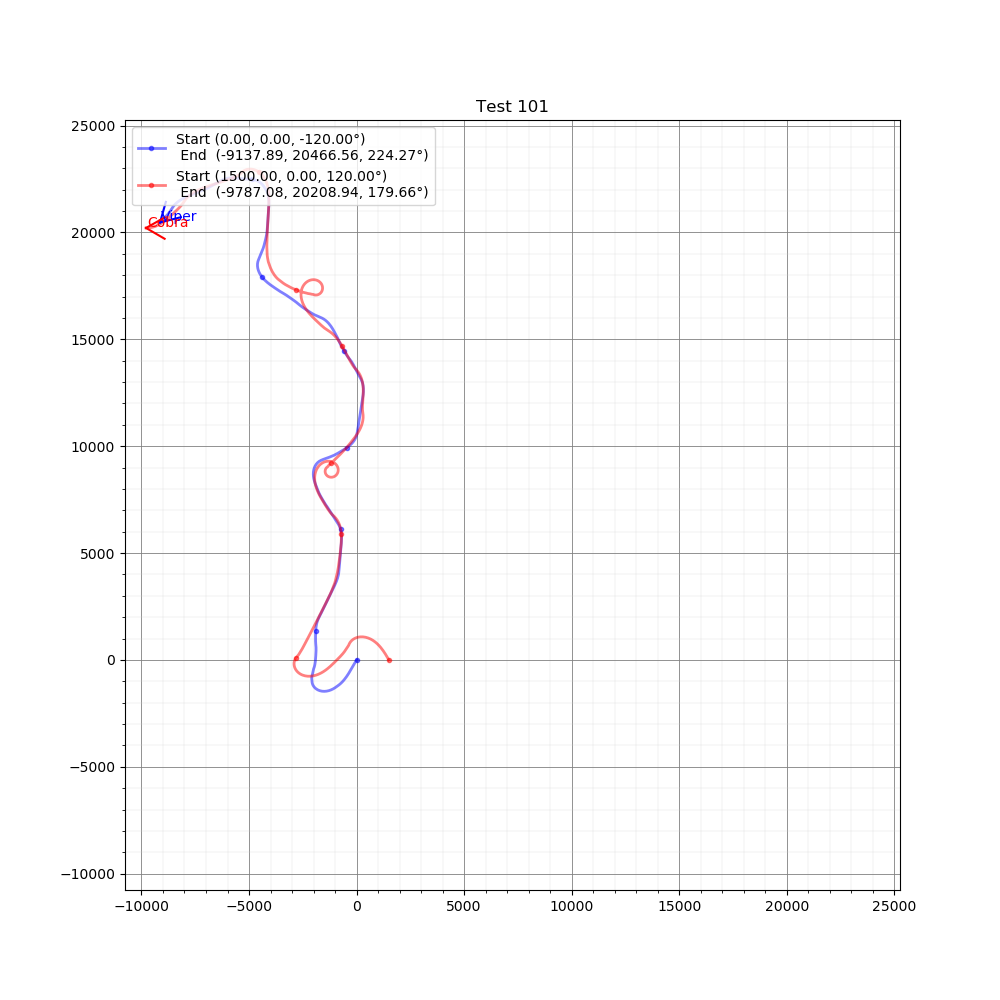 Test 101
Start (0.00, 0.00, -120.00°)
End (-9137.89, 20466.56, 224.27°)
Start (1500.00, 0.00, 120.00°)
End (-9787.08, 20208.94, 179.66°)
Viper
Cobra
25000
20000
15000
10000
5000
0
−5000
−10000
−10000 −5000 0 5000 10000 15000 20000 25000